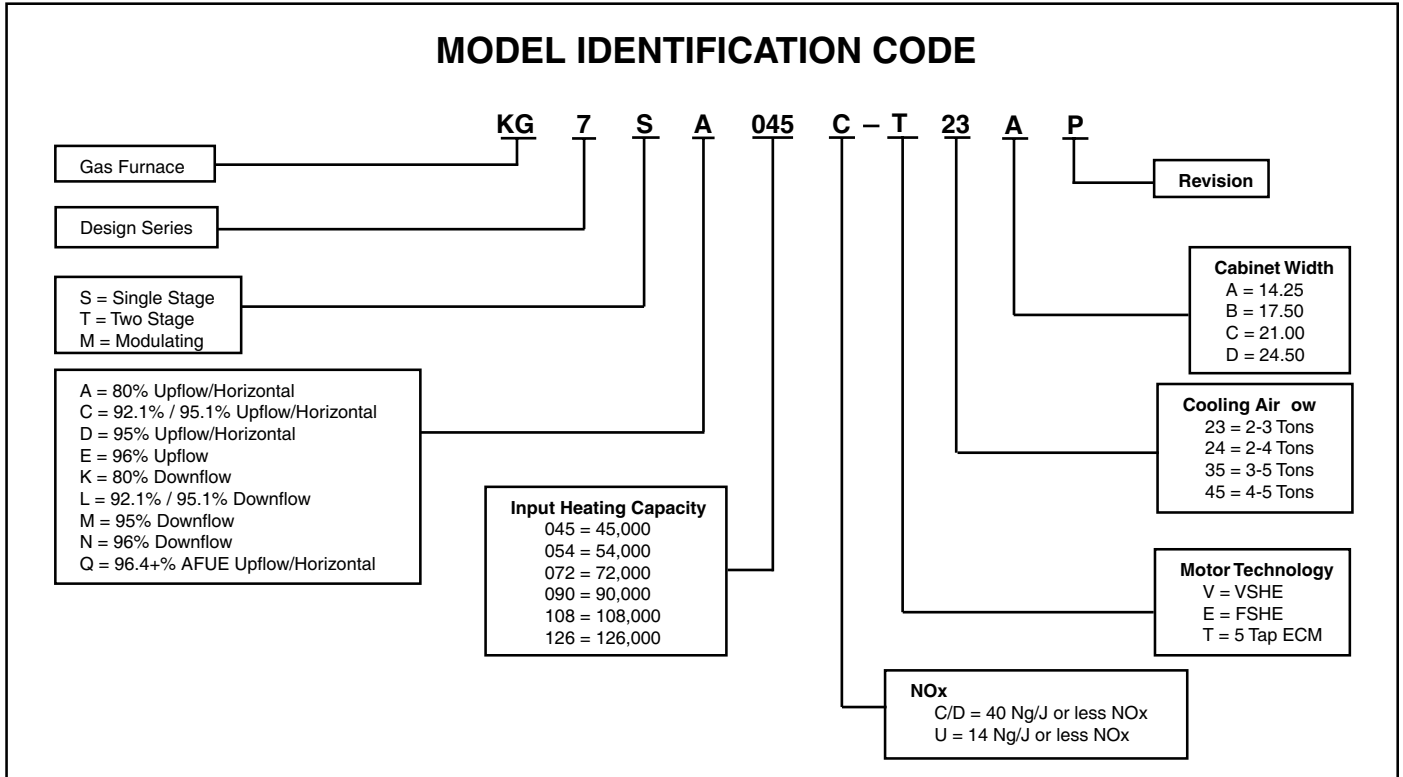 MODEL IDENTIFICATION CODE
KG 7 S A 045 C – T 23 A P
Gas Furnace
Design Series
S = Single Stage
T = Two Stage
M = Modulating
A = 80% Upflow/Horizontal
C = 92.1% / 95.1% Upflow/Horizontal
D = 95% Upflow/Horizontal
E = 96% Upflow
K = 80% Downflow
L = 92.1% / 95.1% Downflow
M = 95% Downflow
N = 96% Downflow
Q = 96.4+% AFUE Upflow/Horizontal
Input Heating Capacity
045 = 45,000
054 = 54,000
072 = 72,000
090 = 90,000
108 = 108,000
126 = 126,000
Revision
Cabinet Width
A = 14.25
B = 17.50
C = 21.00
D = 24.50
Cooling Air ow
23 = 2-3 Tons
24 = 2-4 Tons
35 = 3-5 Tons
45 = 4-5 Tons
Motor Technology
V = VSHE
E = FSHE
T = 5 Tap ECM
NOx
C/D = 40 Ng/J or less NOx
U = 14 Ng/J or less NOx